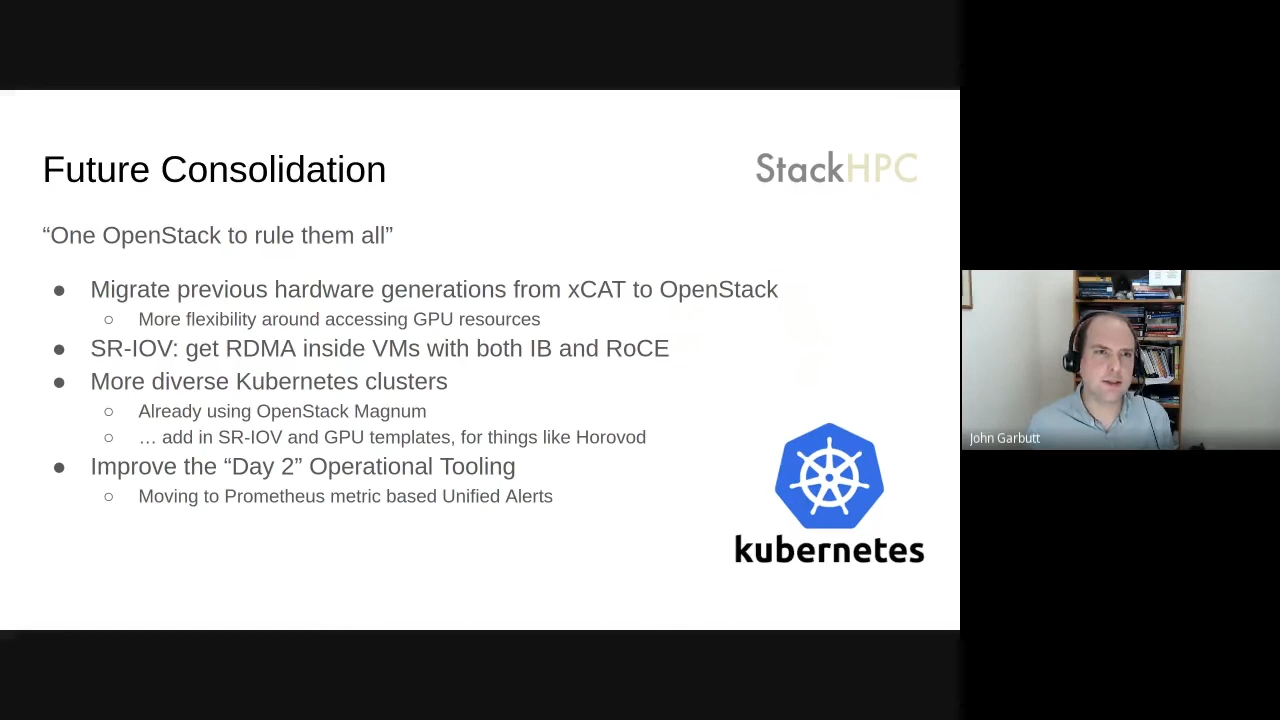 Future Consolidation
StackHPC
“One OpenStack to rule them all”
● Migrate previous hardware generations from xCAT to OpenStack
○ More flexibility around accessing GPU resources
● SR-IOV: get RDMA inside VMs with both IB and RoCE
● More diverse Kubernetes clusters
○ Already using OpenStack Magnum
○ … add in SR-IOV and GPU templates, for things like Horovod
● Improve the “Day 2” Operational Tooling
○ Moving to Prometheus metric based Unified Alerts
kubernetes
John Garbutt